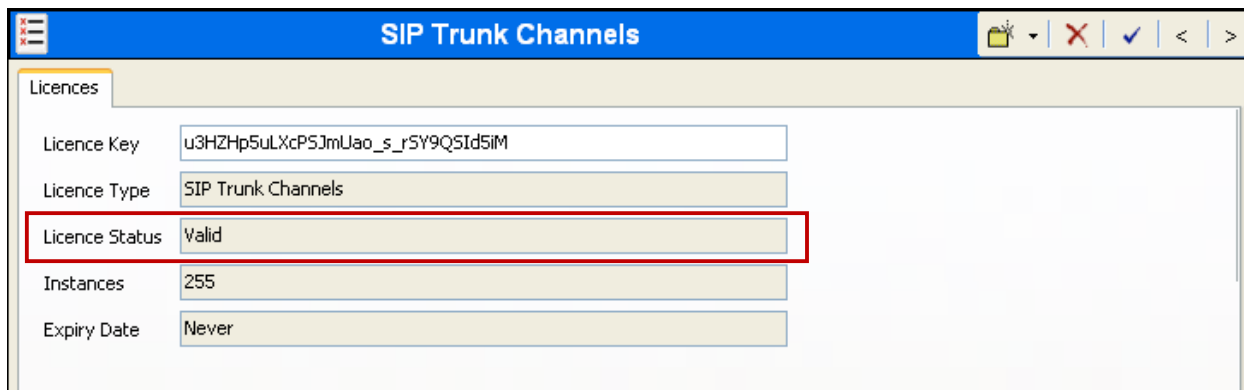 SIP Trunk Channels
Licences
Licence Key u3HZHp5uLXcPSJmUao_s_rSY9QSId5iM
Licence Type SIP Trunk Channels
Licence Status Valid
Instances 255
Expiry Date Never